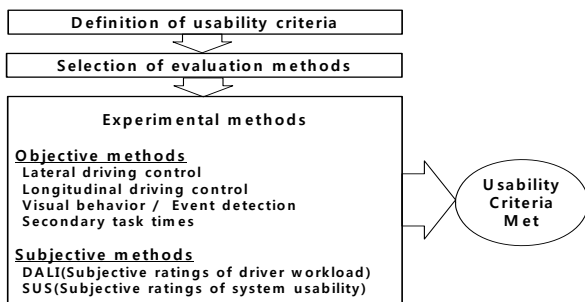 Definition of usability criteria
Selection of evaluation methods
Experimental methods
Objective methods
Lateral driving control
Longitudinal driving control
Visual behavior / Event detection
Secondary task times
Subjective methods
DALI(Subjective ratings of driver workload)
SUS(Subjective ratings of system usability)
Usability
Criteria
Met